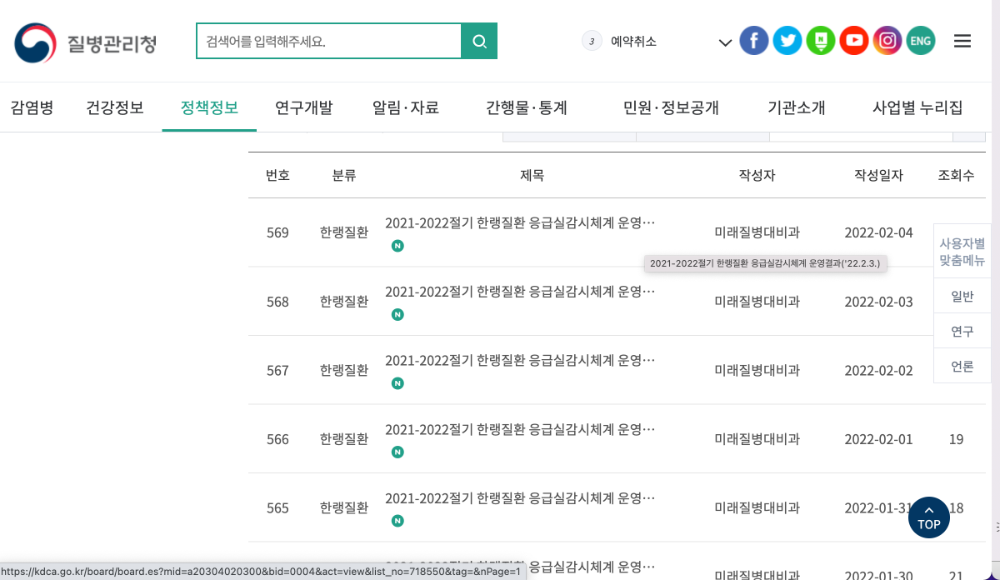 질병관리청
검색어를 입력해주세요.
3 예약취소
ENG
감염병 건강정보 정책정보 연구개발 알림·자료 간행물·통계 민원·정보공개 기관소개 사업별 누리집
번호 분류 제목 작성자 작성일자 조회수
569 한랭질환 2021-2022절기 한랭질환 응급실감시체계 운영… 미래질병대비과 2022-02-04
N
2021-2022절기 한랭질환 응급실감시체계 운영결과('22.2.3.)
568 한랭질환 2021-2022절기 한랭질환 응급실감시체계 운영… 미래질병대비과 2022-02-03
N
567 한랭질환 2021-2022절기 한랭질환 응급실감시체계 운영… 미래질병대비과 2022-02-02
N
566 한랭질환 2021-2022절기 한랭질환 응급실감시체계 운영… 미래질병대비과 2022-02-01 19
N
565 한랭질환 2021-2022절기 한랭질환 응급실감시체계 운영… 미래질병대비과 2022-01-31 18
N
2021-2022절기 한랭질환 응급실감시체계 운영… 미래질병대비과 2022-01-30 21
사용자별
맞춤메뉴
일반
연구
언론
TOP
https://kdca.go.kr/board/board.es?mid=a20304020300&bid=0004&act=view&list_no=718550&tag=&nPage=1